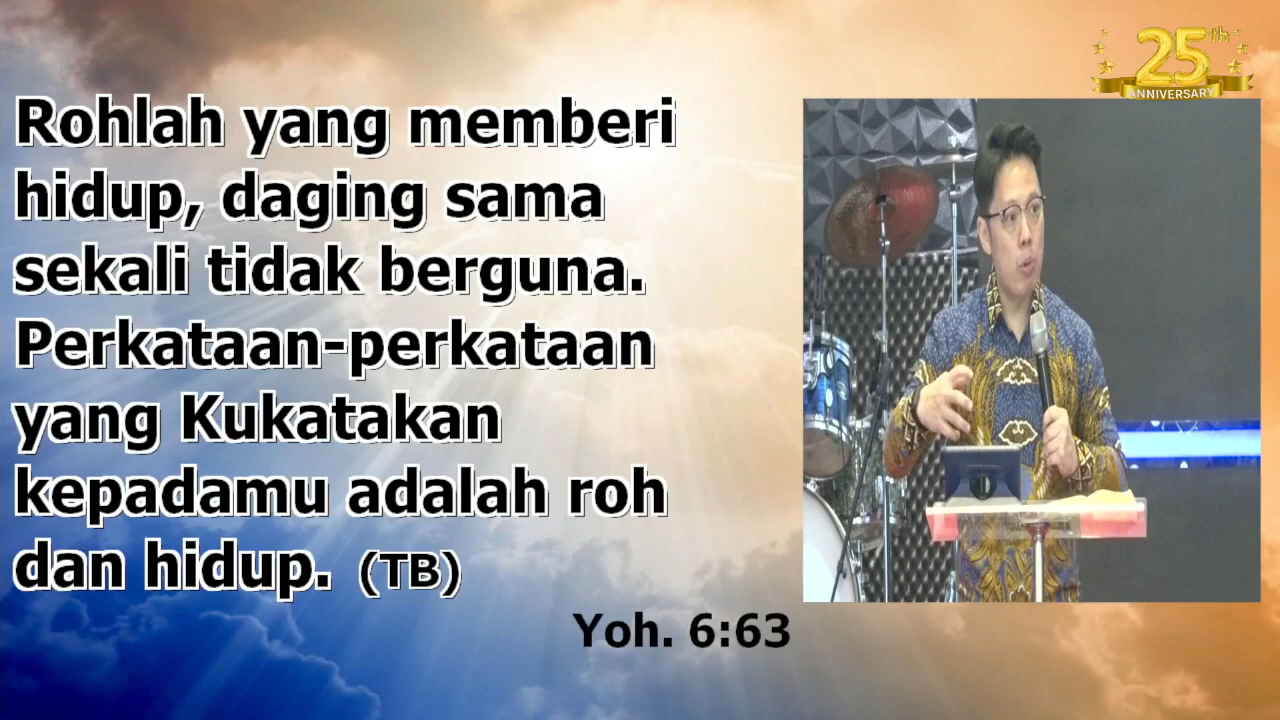 25th
ANNIVERSARY
Rohlah yang memberi
hidup, daging sama
sekali tidak berguna.
Perkataan-perkataan
yang Kukatakan
kepadamu adalah roh
dan hidup. (TB)
Yoh. 6:63